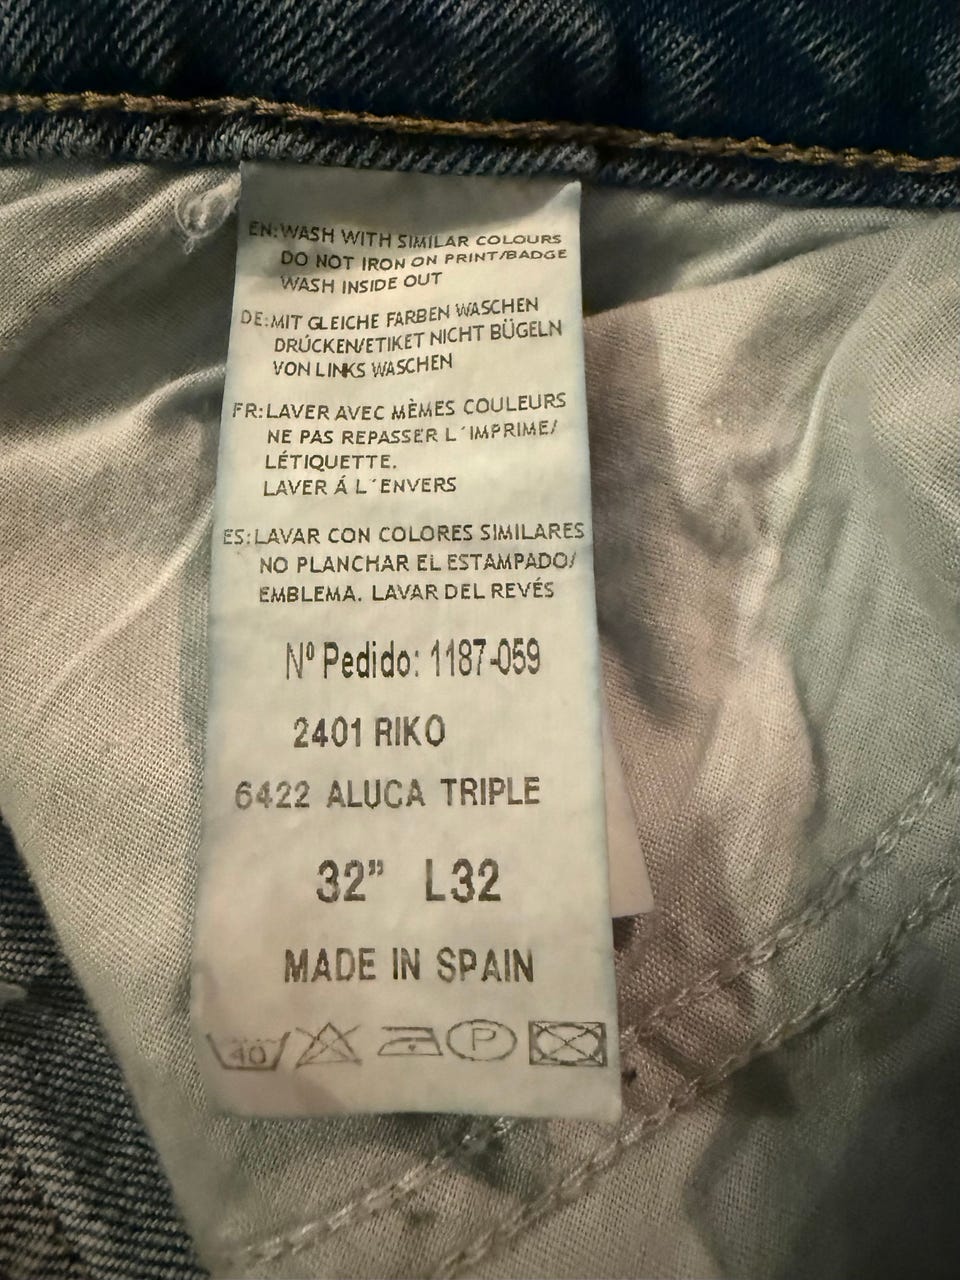 EN:WASH WITH SIMILAR COLOURS
DO NOT IRON ON PRINT/BADGE
WASH INSIDE OUT
DE:MIT GLEICHE FARBEN WASCHEN
DRÚCKEN/ETIKET NICHT BÜGELN
VON LINKS WASCHEN
FR:LAVER AVEC MÈMES COULEURS
NE PAS REPASSER L´IMPRIME/
LÉTIQUETTE.
LAVER Á L´ENVERS
ES:LAVAR CON COLORES SIMILARES
NO PLANCHAR EL ESTAMPADO/
EMBLEMA. LAVAR DEL REVÉS
Nº Pedido: 1187-059
2401 RIKO
6422 ALUCA TRIPLE
32” L32
MADE IN SPAIN
40 P